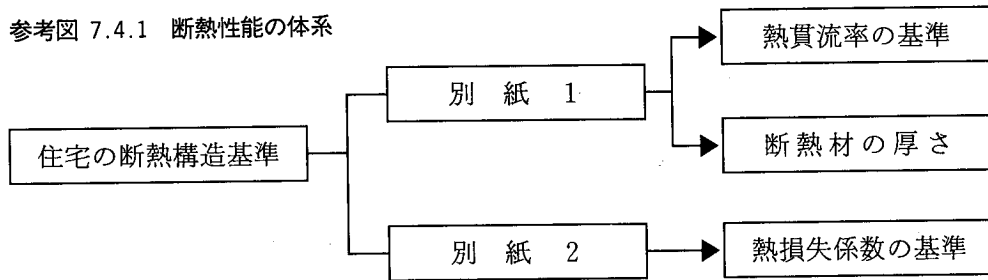 参考図 7.4.1 断熱性能の体系
熱貫流率の基準
別紙 1
断熱材の厚さ
住宅の断熱構造基準
別紙 2
熱損失係数の基準